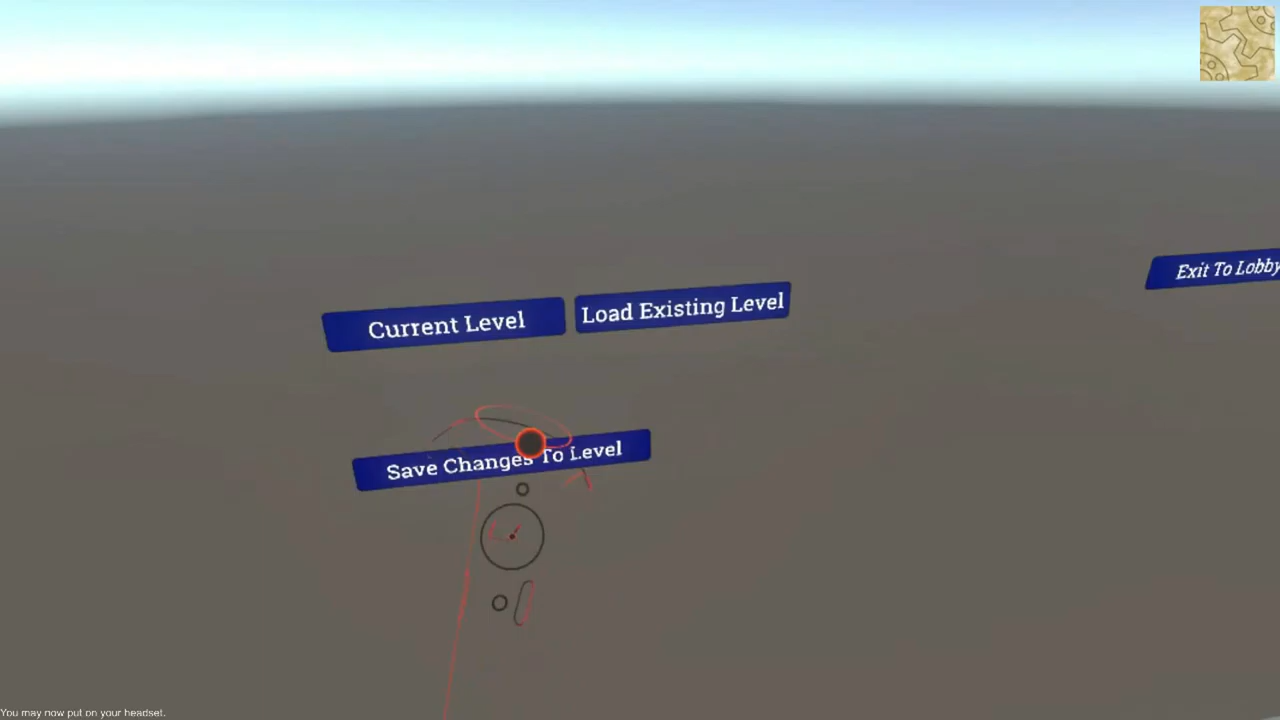 Exit To Lobby
Current Level
Load Existing Level
Save Changes To Level
You may now put on your headset.